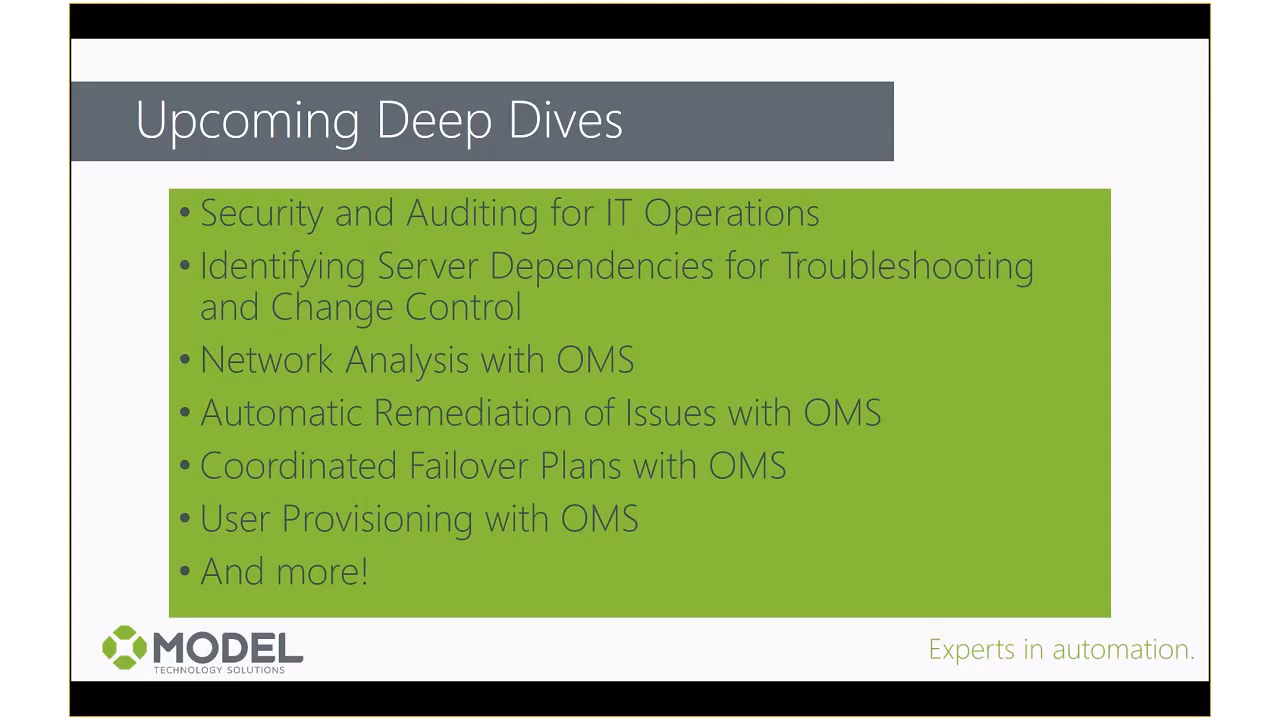 Upcoming Deep Dives
• Security and Auditing for IT Operations
• Identifying Server Dependencies for Troubleshooting
and Change Control
• Network Analysis with OMS
• Automatic Remediation of Issues with OMS
• Coordinated Failover Plans with OMS
• User Provisioning with OMS
• And more!
MODEL
TECHNOLOGY SOLUTIONS
Experts in automation.